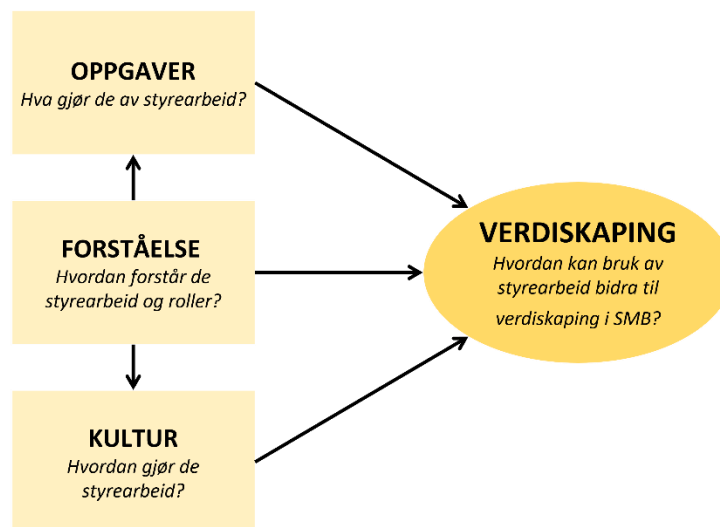 OPPGAVER
Hva gjør de av styrearbeid?
FORSTÅELSE
Hvordan forstår de
styrearbeid og roller?
KULTUR
Hvordan gjør de
styrearbeid?
VERDISKAPING
Hvordan kan bruk av
styrearbeid bidra til
verdiskaping i SMB?